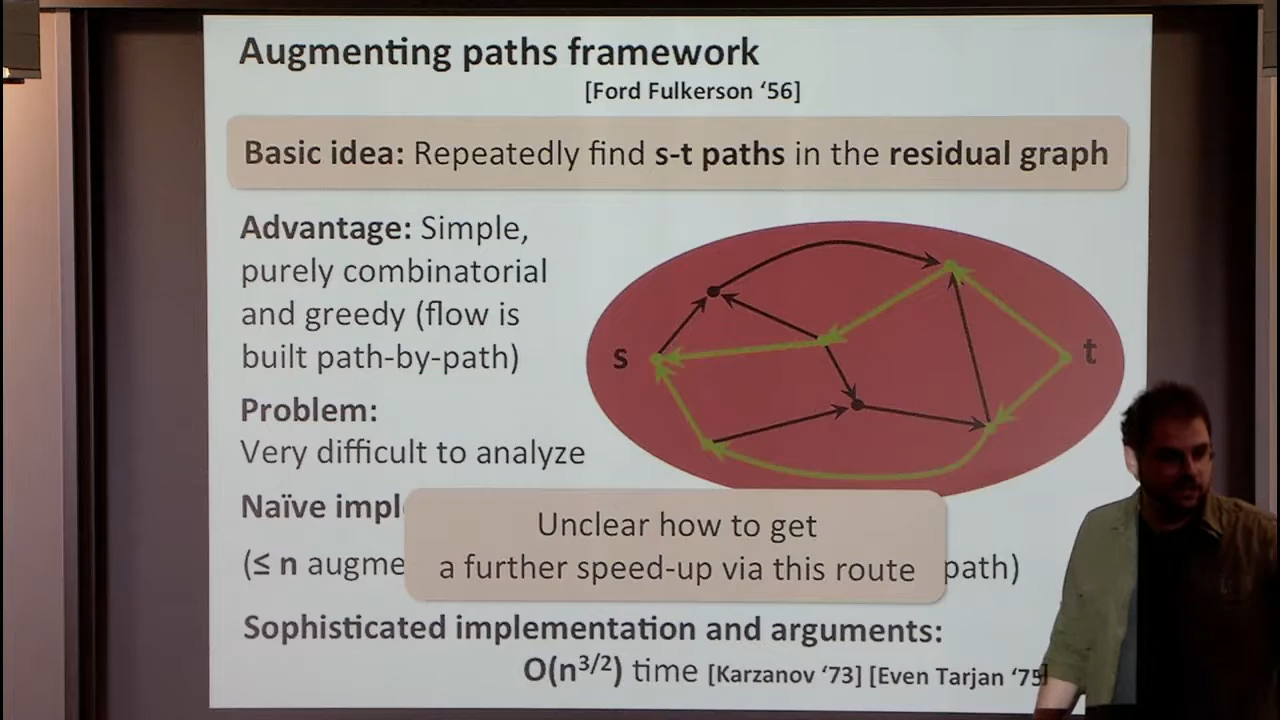 Augmenting paths framework
[Ford Fulkerson ‘56]
Basic idea: Repeatedly find s-t paths in the residual graph
Advantage: Simple,
purely combinatorial
and greedy (flow is
built path-by-path)
s
t
Problem:
Very difficult to analyze
Naïve impl
Unclear how to get
a further speed-up via this route
(≤ n augme
path)
Sophisticated implementation and arguments:
O(n3/2) time [Karzanov ‘73] [Even Tarjan ‘75]